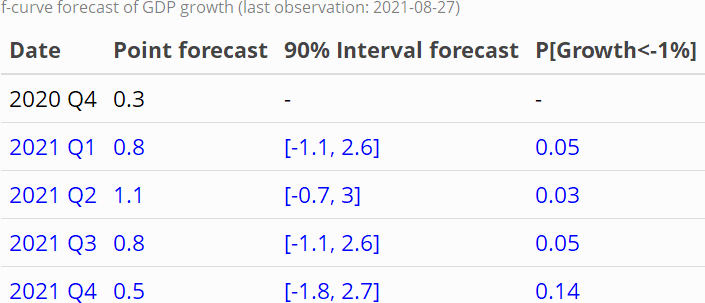 f-curve forecast of GDP growth (last observation: 2021-08-27)
Date Point forecast 90% Interval forecast P[Growth<-1%]
2020 Q4 0.3 - -
2021 Q1 0.8 [-1.1, 2.6] 0.05
2021 Q2 1.1 [-0.7, 3] 0.03
2021 Q3 0.8 [-1.1, 2.6] 0.05
2021 Q4 0.5 [-1.8, 2.7] 0.14